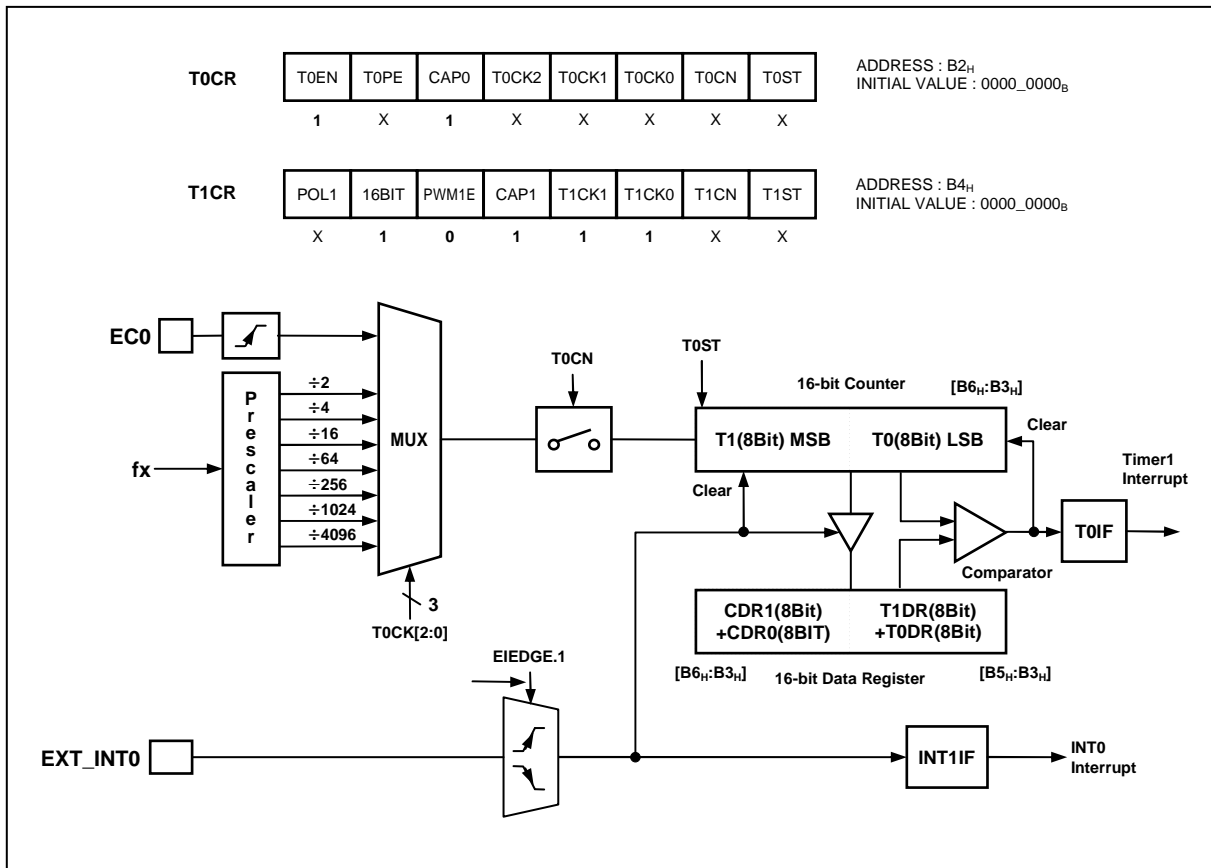 T0CR T0EN T0PE CAP0 T0CK2 T0CK1 T0CK0 T0CN T0ST
ADDRESS : B2H
INITIAL VALUE : 0000_0000B
1 X 1 X X X X X
T1CR POL1 16BIT PWM1E CAP1 T1CK1 T1CK0 T1CN T1ST
ADDRESS : B4H
INITIAL VALUE : 0000_0000B
X 1 0 1 1 1 X X
EC0
fx
Prescaler
÷2
÷4
÷16
÷64
÷256
÷1024
÷4096
MUX
3
T0CK[2:0]
T0CN
T0ST
16-bit Counter
[B6H:B3H]
T1(8Bit) MSB
T0(8Bit) LSB
Clear
Clear
Comparator
Timer1
Interrupt
T0IF
CDR1(8Bit)
+CDR0(8BIT)
T1DR(8Bit)
+T0DR(8Bit)
[B6H:B3H]
16-bit Data Register
[B5H:B3H]
EIEDGE.1
EXT_INT0
INT1IF
INT0
Interrupt